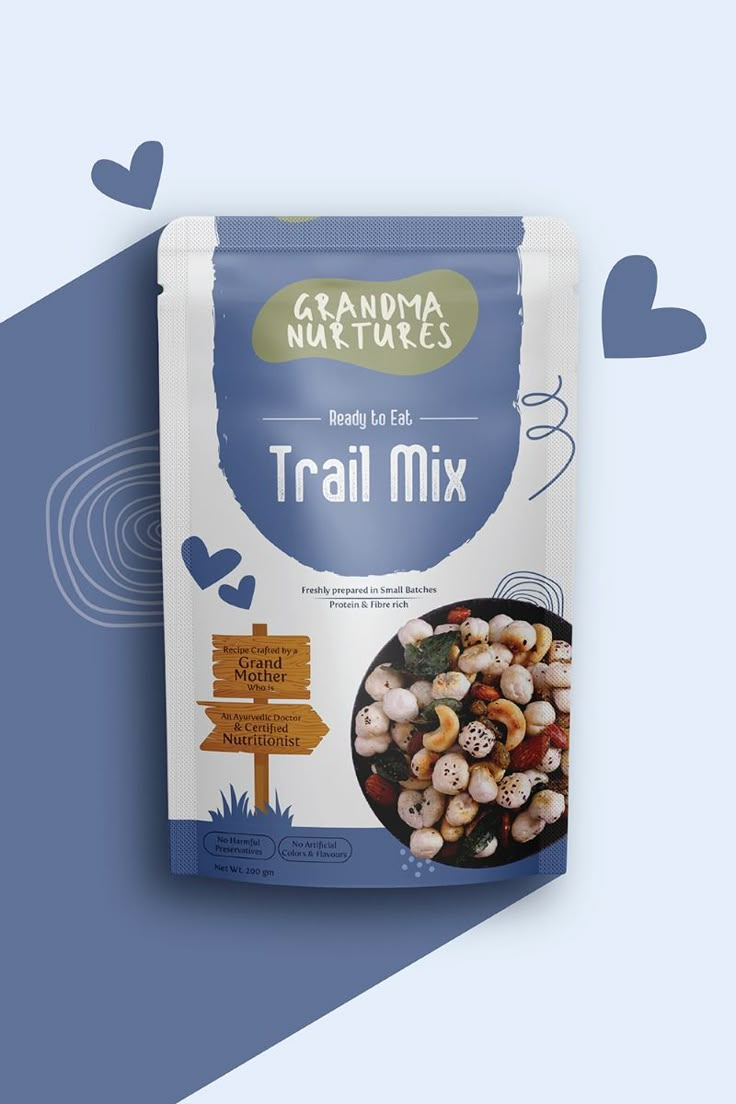 GRANDMA
NURTURES
Ready to Eat
Trail Mix
Freshly prepared in Small Batches
Protein & Fibre rich
Recipe Crafted by a
Grand
Mother
Who is
An Ayurvedic Doctor
& Certified
Nutritionist
No Harmful
Preservatives
No Artificial
Colors & Flavours
Net Wt. 200 gm